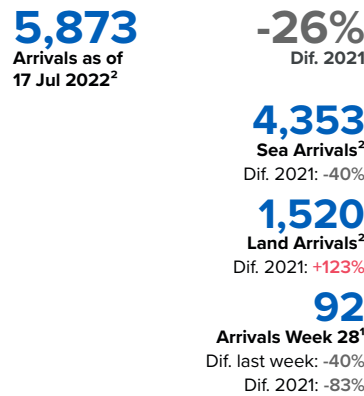 5,873
Arrivals as of
17 Jul 2022²
-26%
Dif. 2021
4,353
Sea Arrivals²
Dif. 2021: -40%
1,520
Land Arrivals²
Dif. 2021: +123%
92
Arrivals Week 28¹
Dif. last week: -40%
Dif. 2021: -83%